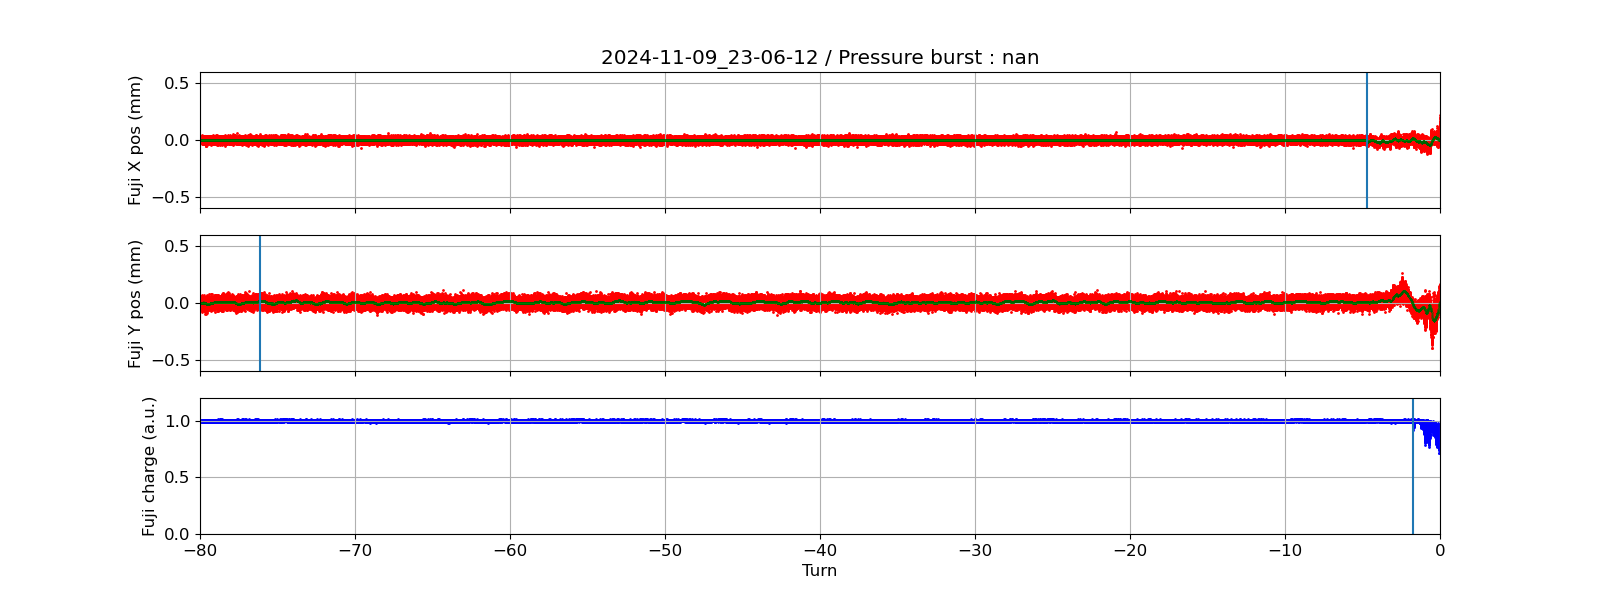 2024-11-09_23-06-12 / Pressure burst : nan
Fuji X pos (mm)
0.5
0.0
−0.5
Fuji Y pos (mm)
0.5
0.0
−0.5
Fuji charge (a.u.)
1.0
0.5
0.0
−80 −70 −60 −50 −40 −30 −20 −10 0
Turn